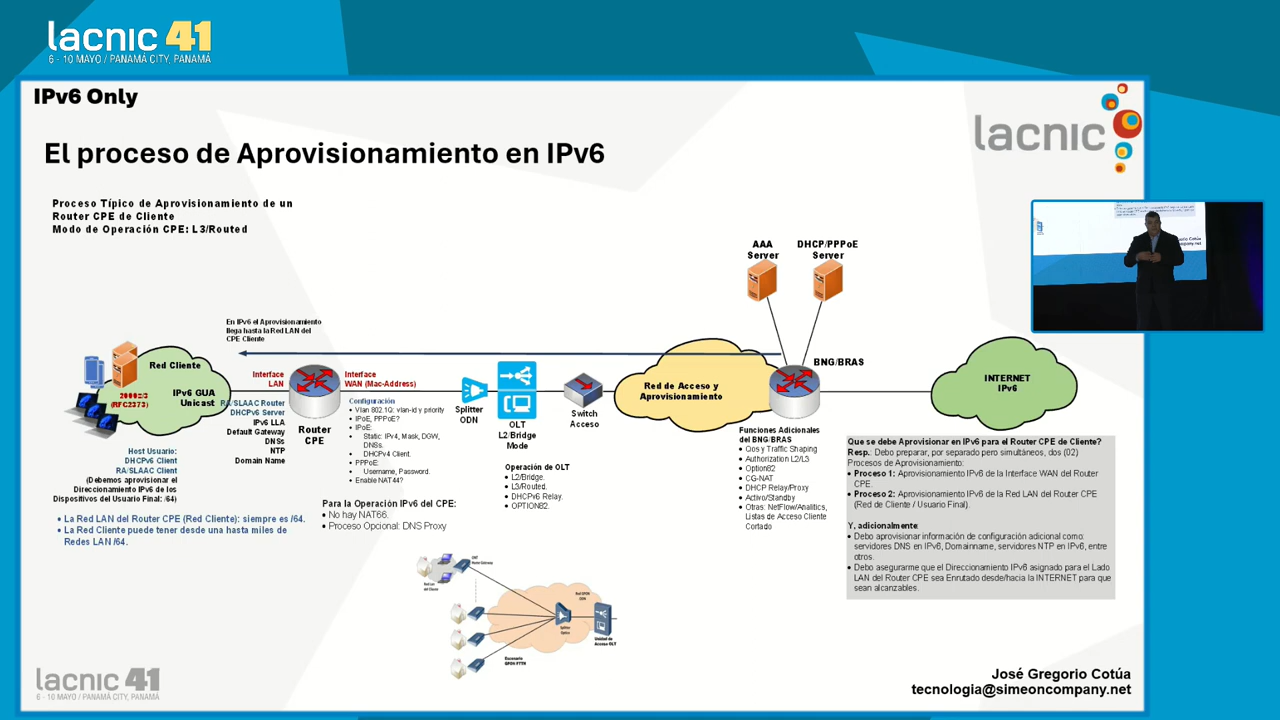 lacnic 41
6 - 10 MAYO / PANAMÁ CITY, PANAMÁ
IPv6 Only
lacnic
El proceso de Aprovisionamiento en IPv6
Proceso Típico de Aprovisionamiento de un
Router CPE de Cliente
Modo de Operación CPE: L3/Routed
AAA
Server
DHCP/PPPoE
Server
En IPv6 el Aprovisionamiento
llega hasta la Red LAN del
CPE Cliente
BNG/BRAS
Red Cliente
2000::/3
(RFC2373)
IPv6 GUA
Unicast
Interface
LAN
Interface
WAN (Mac-Address)
RA/SLAAC Router
DHCPv6 Server
IPv6 LLA
Default Gateway
DNSs
NTP
Domain Name
Router
CPE
Configuración
• Vlan 802.1Q: vlan-id y priority
• IPoE, PPPoE?
• IPoE:
• Static: IPv4, Mask, DGW,
DNSs.
• DHCPv4 Client.
• PPPoE:
• Username, Password.
• Enable NAT44?
Splitter
ODN
OLT
L2/Bridge
Mode
Switch
Acceso
Red de Acceso y
Aprovisionamiento
INTERNET
IPv6
Host Usuario:
DHCPv6 Client
RA/SLAAC Client
(Debemos aprovisionar el
Direccionamiento IPv6 de los
Dispositivos del Usuario Final: /64)
• La Red LAN del Router CPE (Red Cliente): siempre es /64.
• La Red Cliente puede tener desde una hasta miles de
Redes LAN /64.
Para la Operación IPv6 del CPE:
• No hay NAT66.
• Proceso Opcional: DNS Proxy
Operación de OLT
• L2/Bridge.
• L3/Routed.
• DHCPv6 Relay.
• OPTION82.
Funciones Adicionales
del BNG/BRAS
• Qos y Traffic Shaping
• Authorization L2/L3
• Option82
• CG-NAT
• DHCP Relay/Proxy
• Activo/Standby
• Otras: NetFlow/Analitics,
Listas de Acceso Cliente
Cortado
Que se debe Aprovisionar en IPv6 para el Router CPE de Cliente?
Resp.: Debo preparar, por separado pero simultáneos, dos (02)
Procesos de Aprovisionamiento:
• Proceso 1: Aprovisionamiento IPv6 de la Interface WAN del Router
CPE.
• Proceso 2: Aprovisionamiento IPv6 de la Red LAN del Router CPE
(Red de Cliente / Usuario Final).
Y, adicionalmente:
• Debo aprovisionar información de configuración adicional como:
servidores DNS en IPv6, Domainname, servidores NTP en IPv6, entre
otros.
• Debo asegurarme que el Direccionamiento IPv6 asignado para el Lado
LAN del Router CPE sea Enrutado desde/hacia la INTERNET para que
sean alcanzables.
Red GPON
ODN
Splitter
Optico
Unidad de
Acceso OLT
Escenario
GPON FTTH
lacnic 41
6 - 10 MAYO / PANAMÁ CITY, PANAMÁ
José Gregorio Cotúa
tecnologia@simeoncompany.net